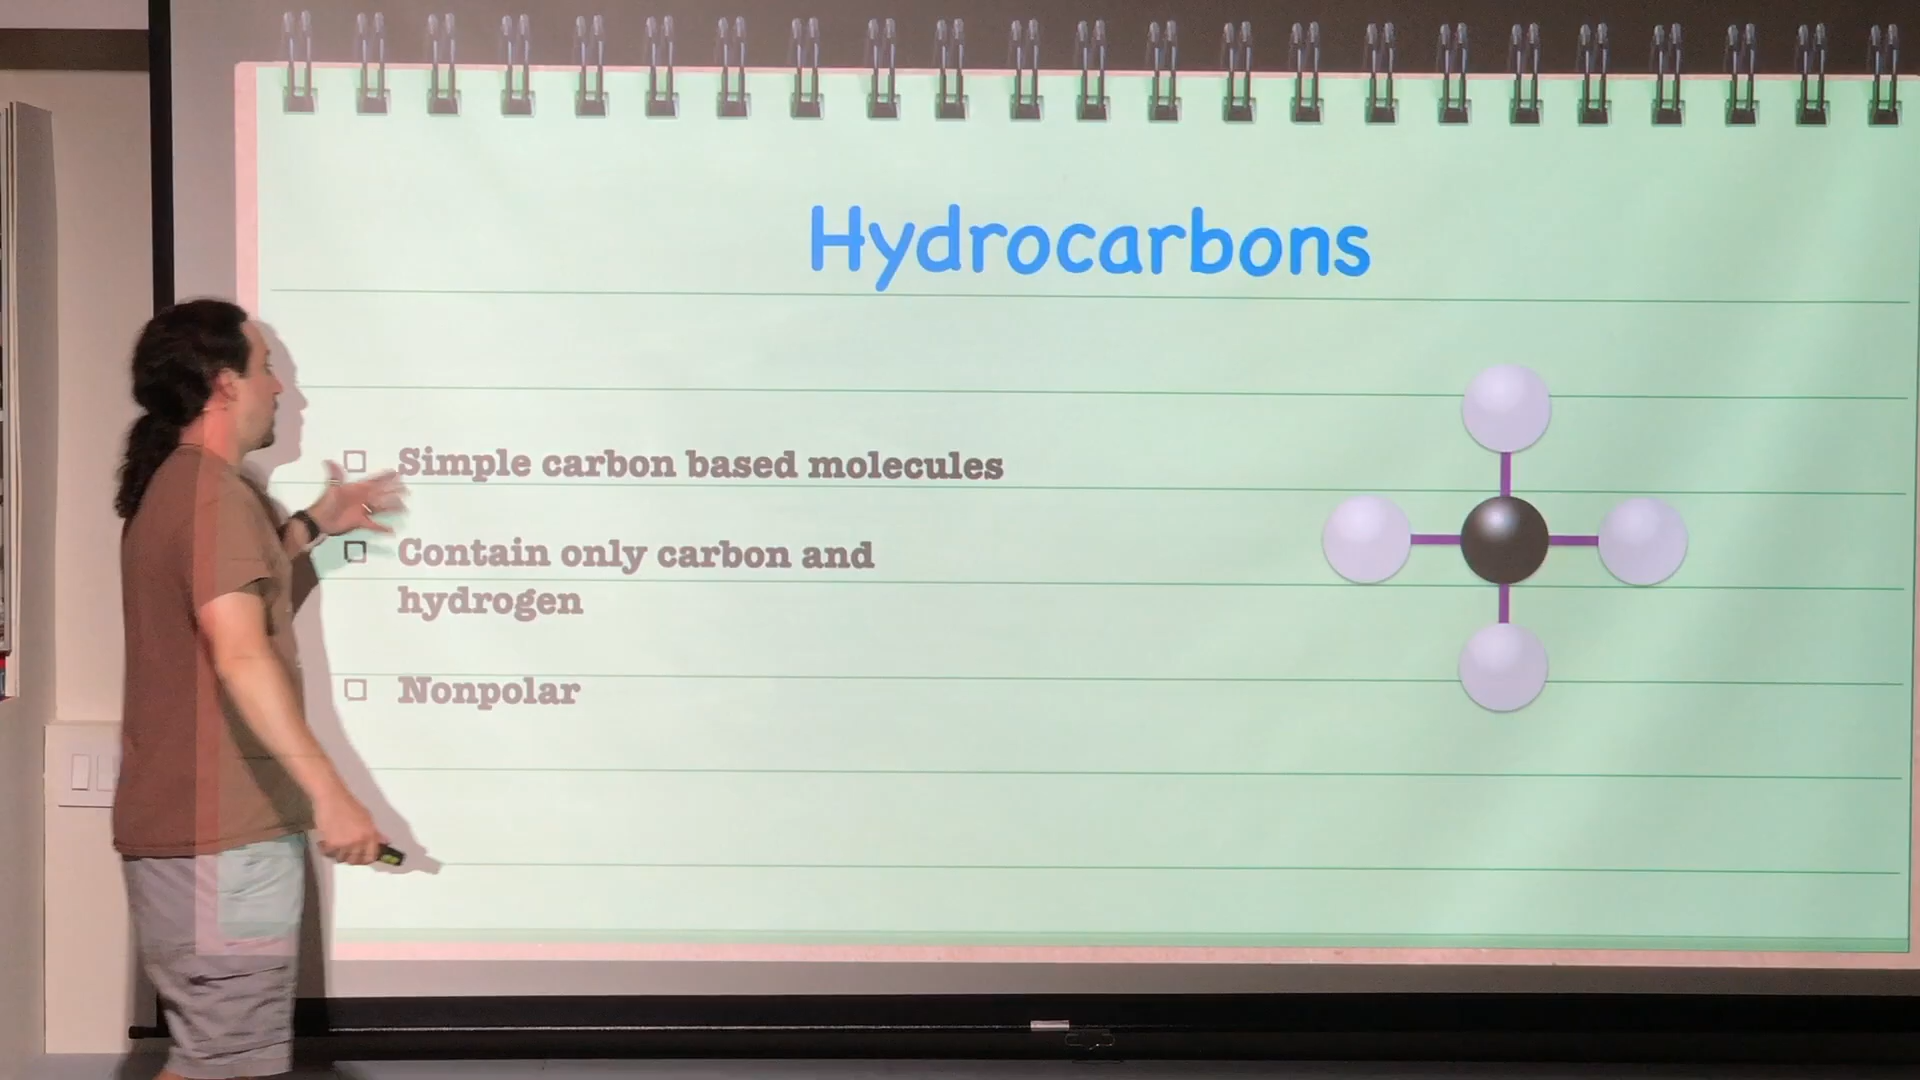 Hydrocarbons
Simple carbon based molecules
Contain only carbon and
hydrogen
Nonpolar